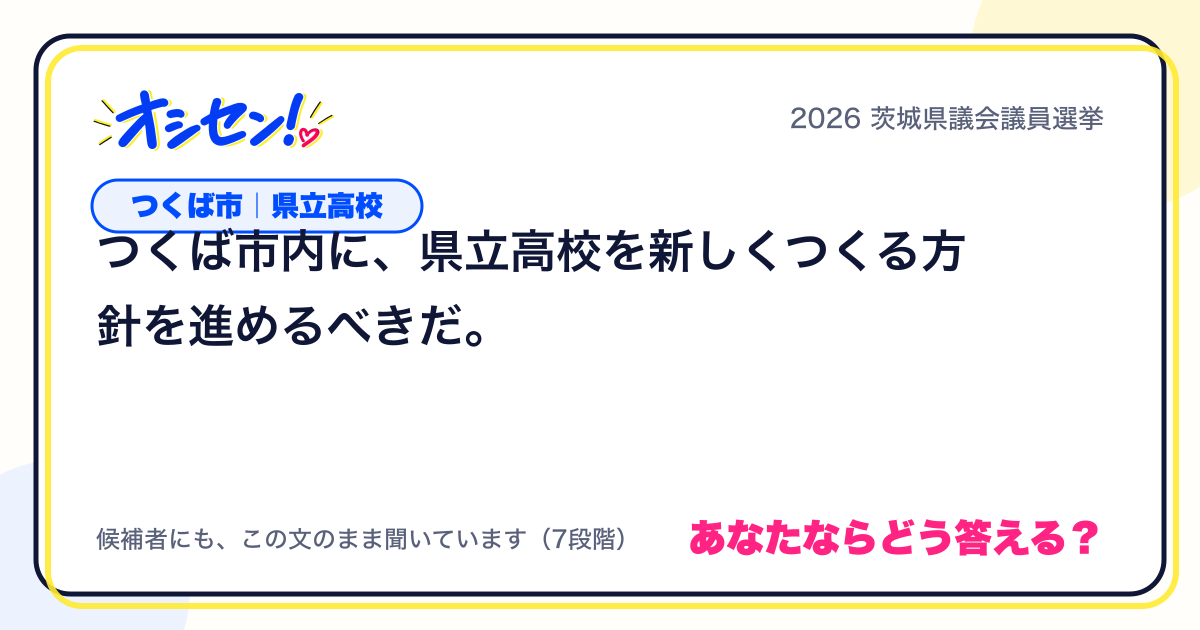 オシセン!
2026 茨城県議会議員選挙
つくば市｜県立高校
つくば市内に、県立高校を新しくつくる方
針を進めるべきだ。
候補者にも、この文のまま聞いています（7段階）
あなたならどう答える？